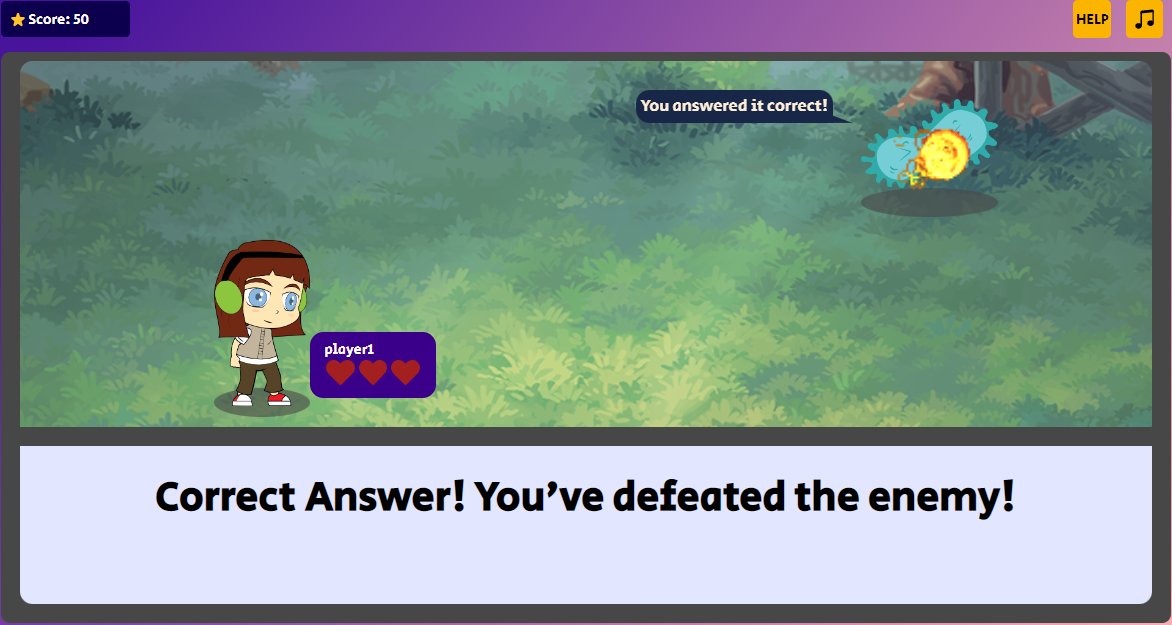 Score: 50
HELP
You answered it correct!
player1
Correct Answer! You've defeated the enemy!